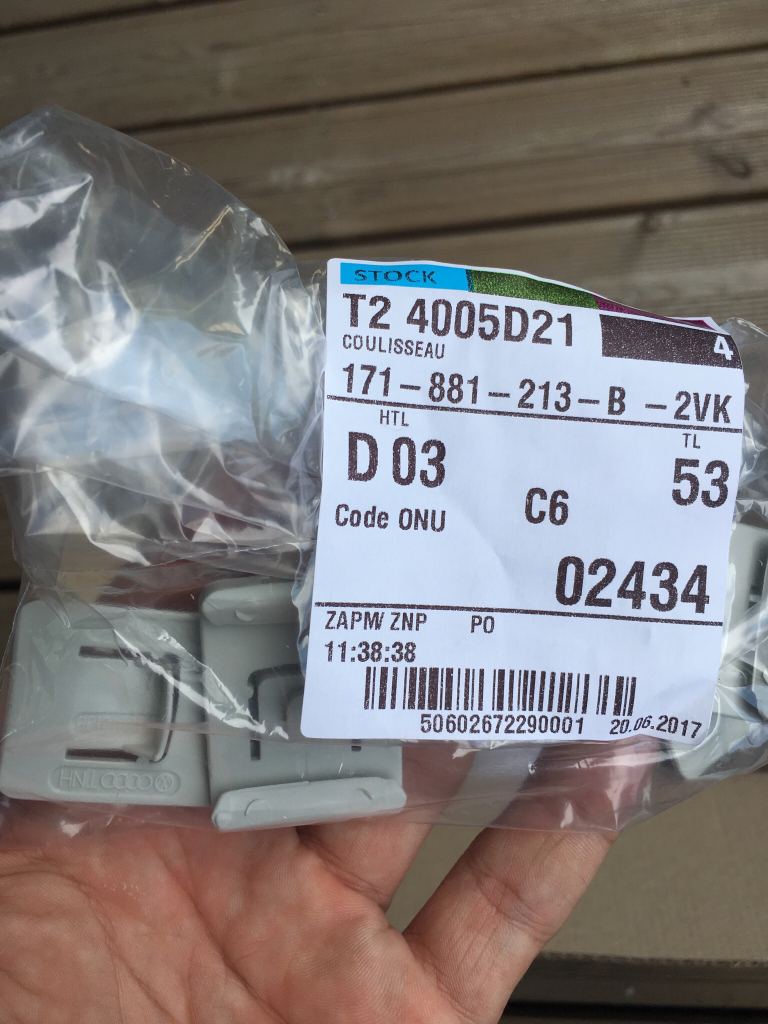 STOCK
T2 4005D21
4
COULISSEAU
171-881-213-B -2VK
HTL
TL
D 03
53
C6
Code ONU
02434
ZAPM/ ZNP PO
11:38:38
50602672290001 20.06.2017